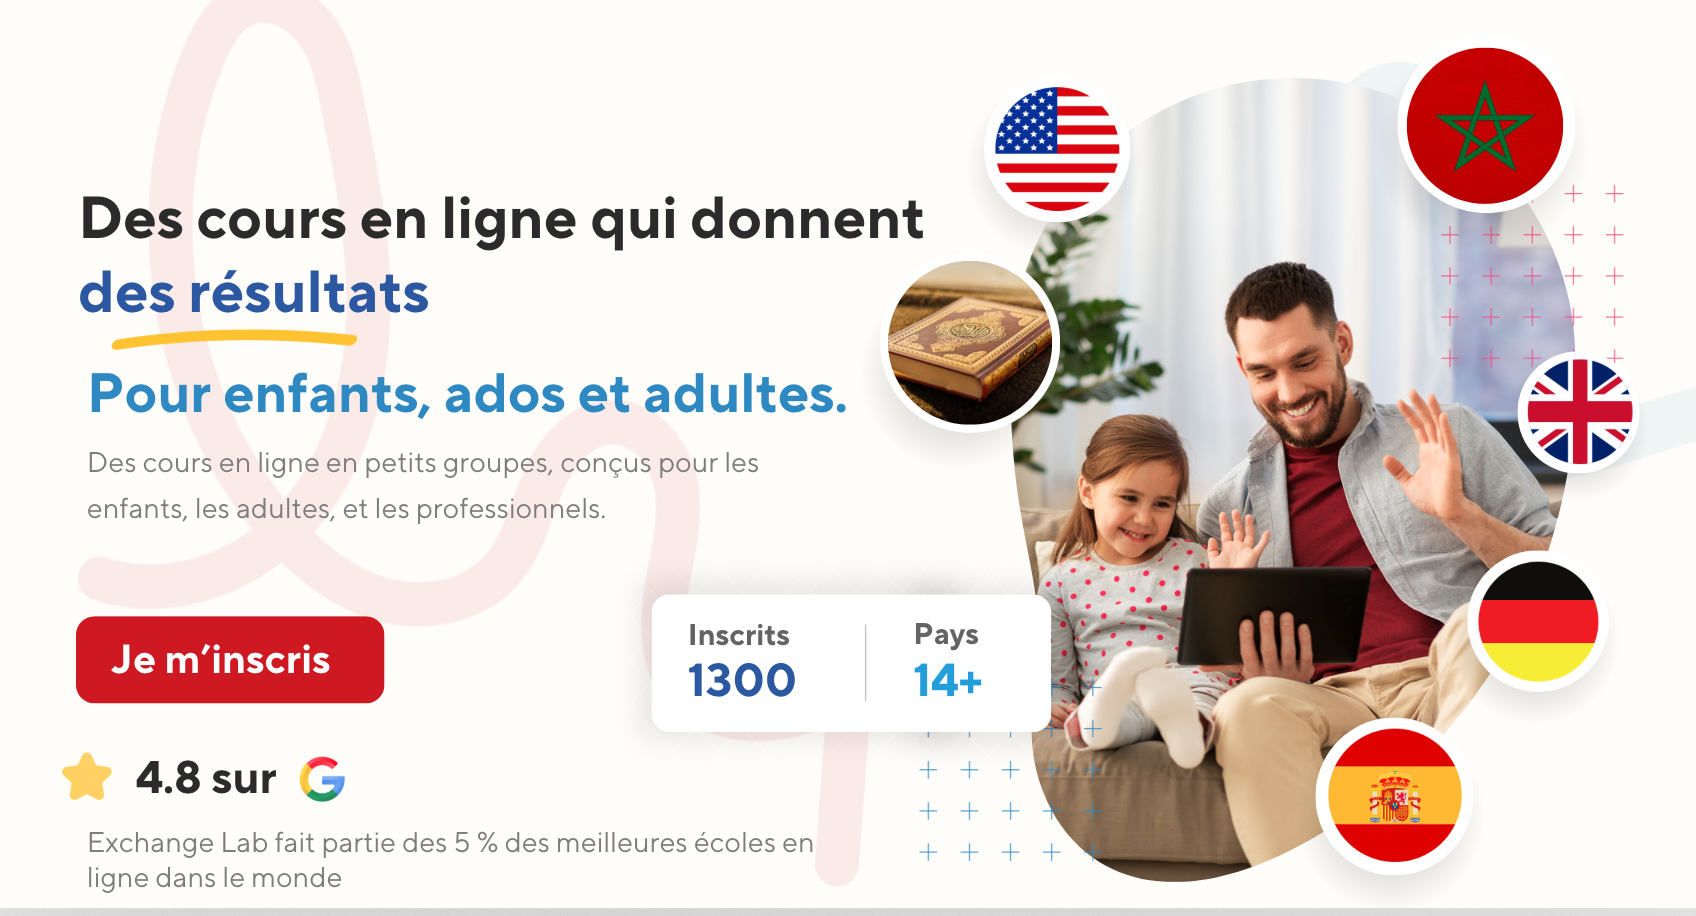 Des cours en ligne qui donnent
des résultats
Pour enfants, ados et adultes.
Des cours en ligne en petits groupes, conçus pour les
enfants, les adultes, et les professionnels.
Je m’inscris
Inscrits
1300
Pays
14+
4.8 sur
Exchange Lab fait partie des 5 % des meilleures écoles en
ligne dans le monde